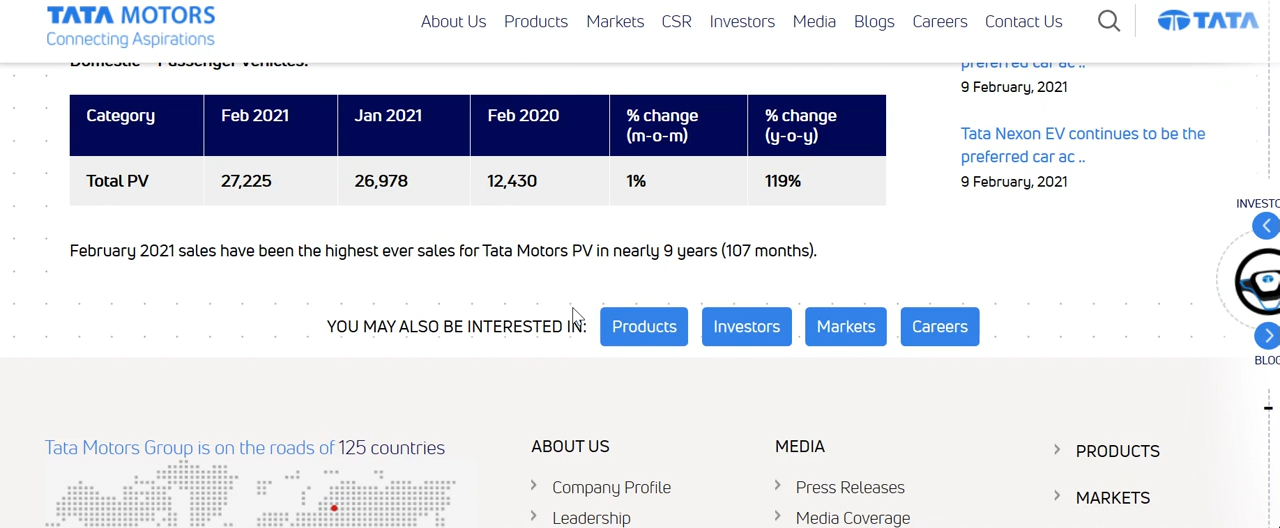 TATA MOTORS
Connecting Aspirations
About Us Products Markets CSR Investors Media Blogs Careers Contact Us
TATA
Domestic - Passenger Vehicles:
preferred car ac ..
9 February, 2021
Category Feb 2021 Jan 2021 Feb 2020 % change (m-o-m) % change (y-o-y)
Total PV 27,225 26,978 12,430 1% 119%
Tata Nexon EV continues to be the
preferred car ac ..
9 February, 2021
INVESTO
February 2021 sales have been the highest ever sales for Tata Motors PV in nearly 9 years (107 months).
YOU MAY ALSO BE INTERESTED IN: Products Investors Markets Careers
BLOG
Tata Motors Group is on the roads of 125 countries
ABOUT US
Company Profile
Leadership
MEDIA
Press Releases
Media Coverage
PRODUCTS
MARKETS